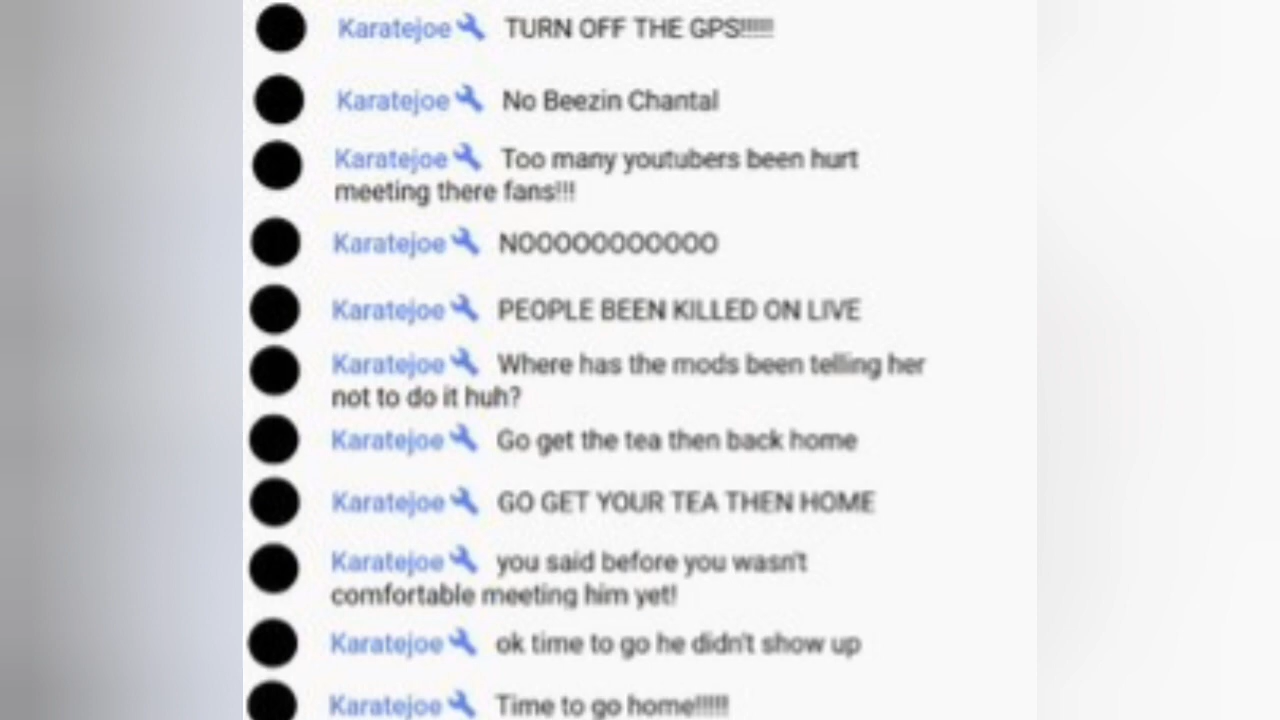 Karatejoe TURN OFF THE GPS!!!!!!
Karatejoe No Beezin Chantal
Karatejoe Too many youtubers been hurt
meeting there fans!!!
Karatejoe NOOOOOOOOOOO
Karatejoe PEOPLE BEEN KILLED ON LIVE
Karatejoe Where has the mods been telling her
not to do it huh?
Karatejoe Go get the tea then back home
Karatejoe GO GET YOUR TEA THEN HOME
Karatejoe you said before you wasn't
comfortable meeting him yet!
Karatejoe ok time to go he didn't show up
Karatejoe Time to go home!!!!!